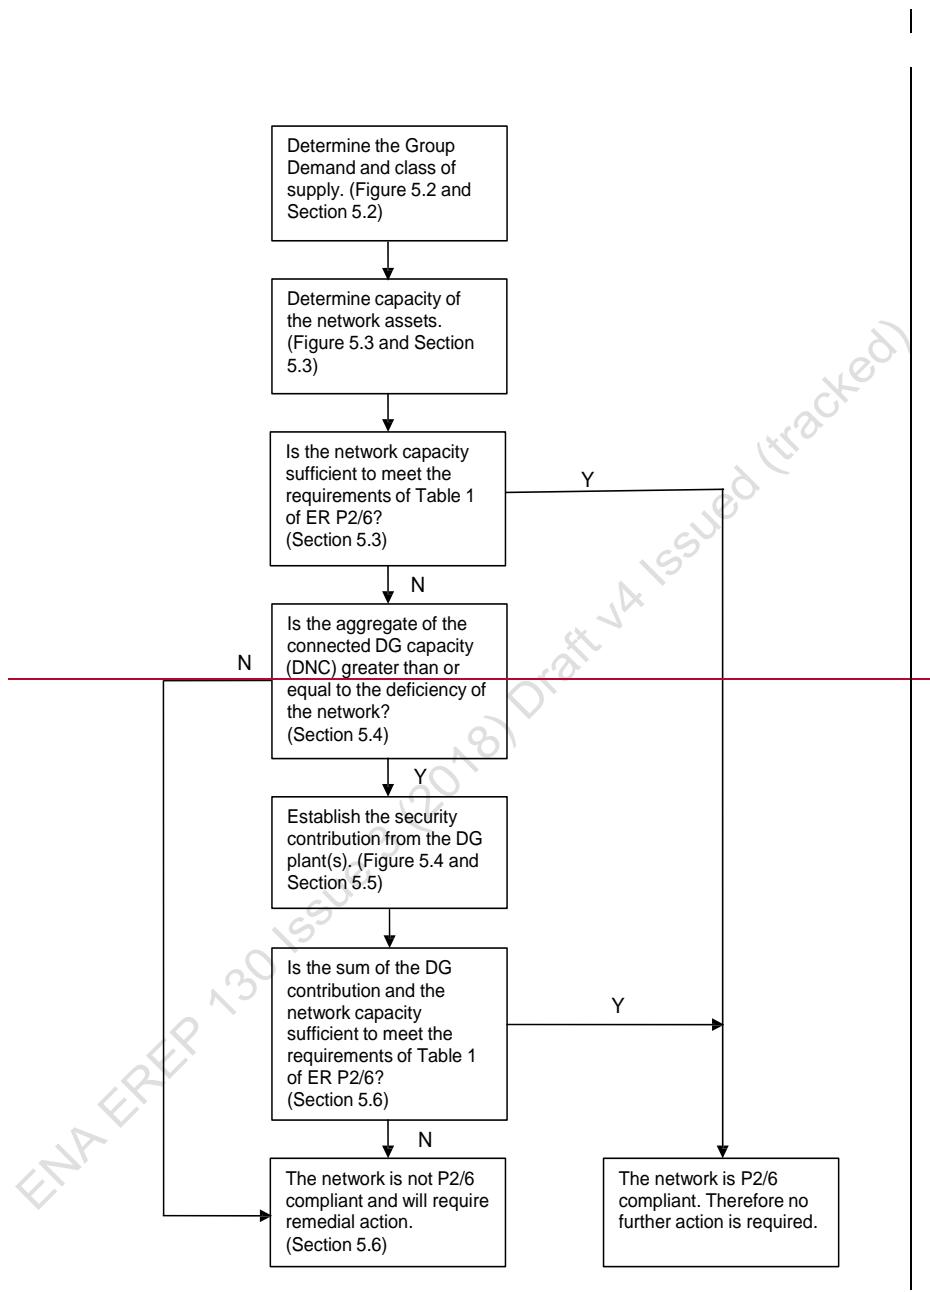 Determine the Group
Demand and class of
supply. (Figure 5.2 and
Section 5.2)
Determine capacity of
the network assets.
(Figure 5.3 and Section
5.3)
Is the network capacity
sufficient to meet the
requirements of Table 1
of ER P2/6?
(Section 5.3)
Y
N
Is the aggregate of the
connected DG capacity
(DNC) greater than or
equal to the deficiency of
the network?
(Section 5.4)
N
Y
Establish the security
contribution from the DG
plant(s). (Figure 5.4 and
Section 5.5)
Is the sum of the DG
contribution and the
network capacity
sufficient to meet the
requirements of Table 1
of ER P2/6?
(Section 5.6)
Y
N
The network is not P2/6
compliant and will require
remedial action.
(Section 5.6)
The network is P2/6
compliant. Therefore no
further action is required.
ENA EREP 130 Issue 3 (2018) Draft v4 Issued (tracked)